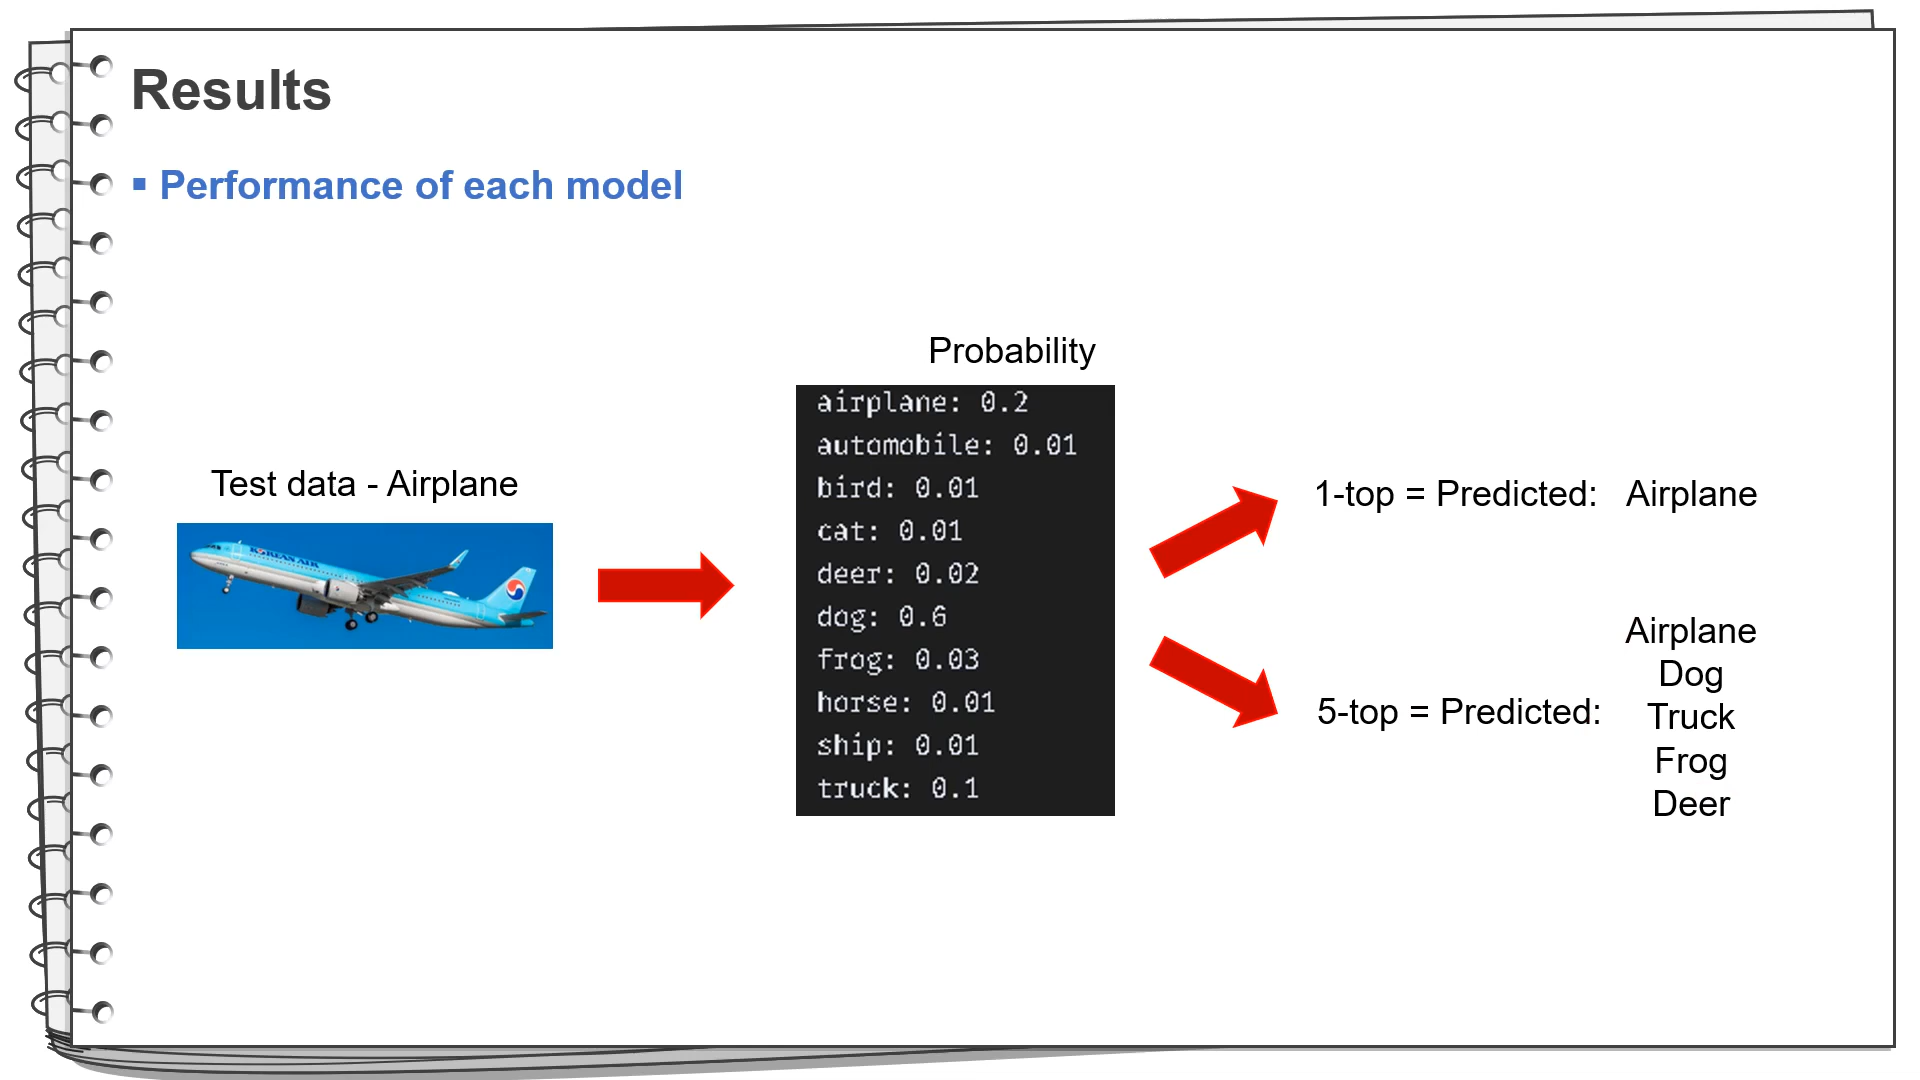 Results
Performance of each model
Probability
airplane: 0.2
automobile: 0.01
bird: 0.01
cat: 0.01
deer: 0.02
dog: 0.6
frog: 0.03
horse: 0.01
ship: 0.01
truck: 0.1
Test data - Airplane
KOREAN AIR
1-top = Predicted: Airplane
5-top = Predicted:
Airplane
Dog
Truck
Frog
Deer